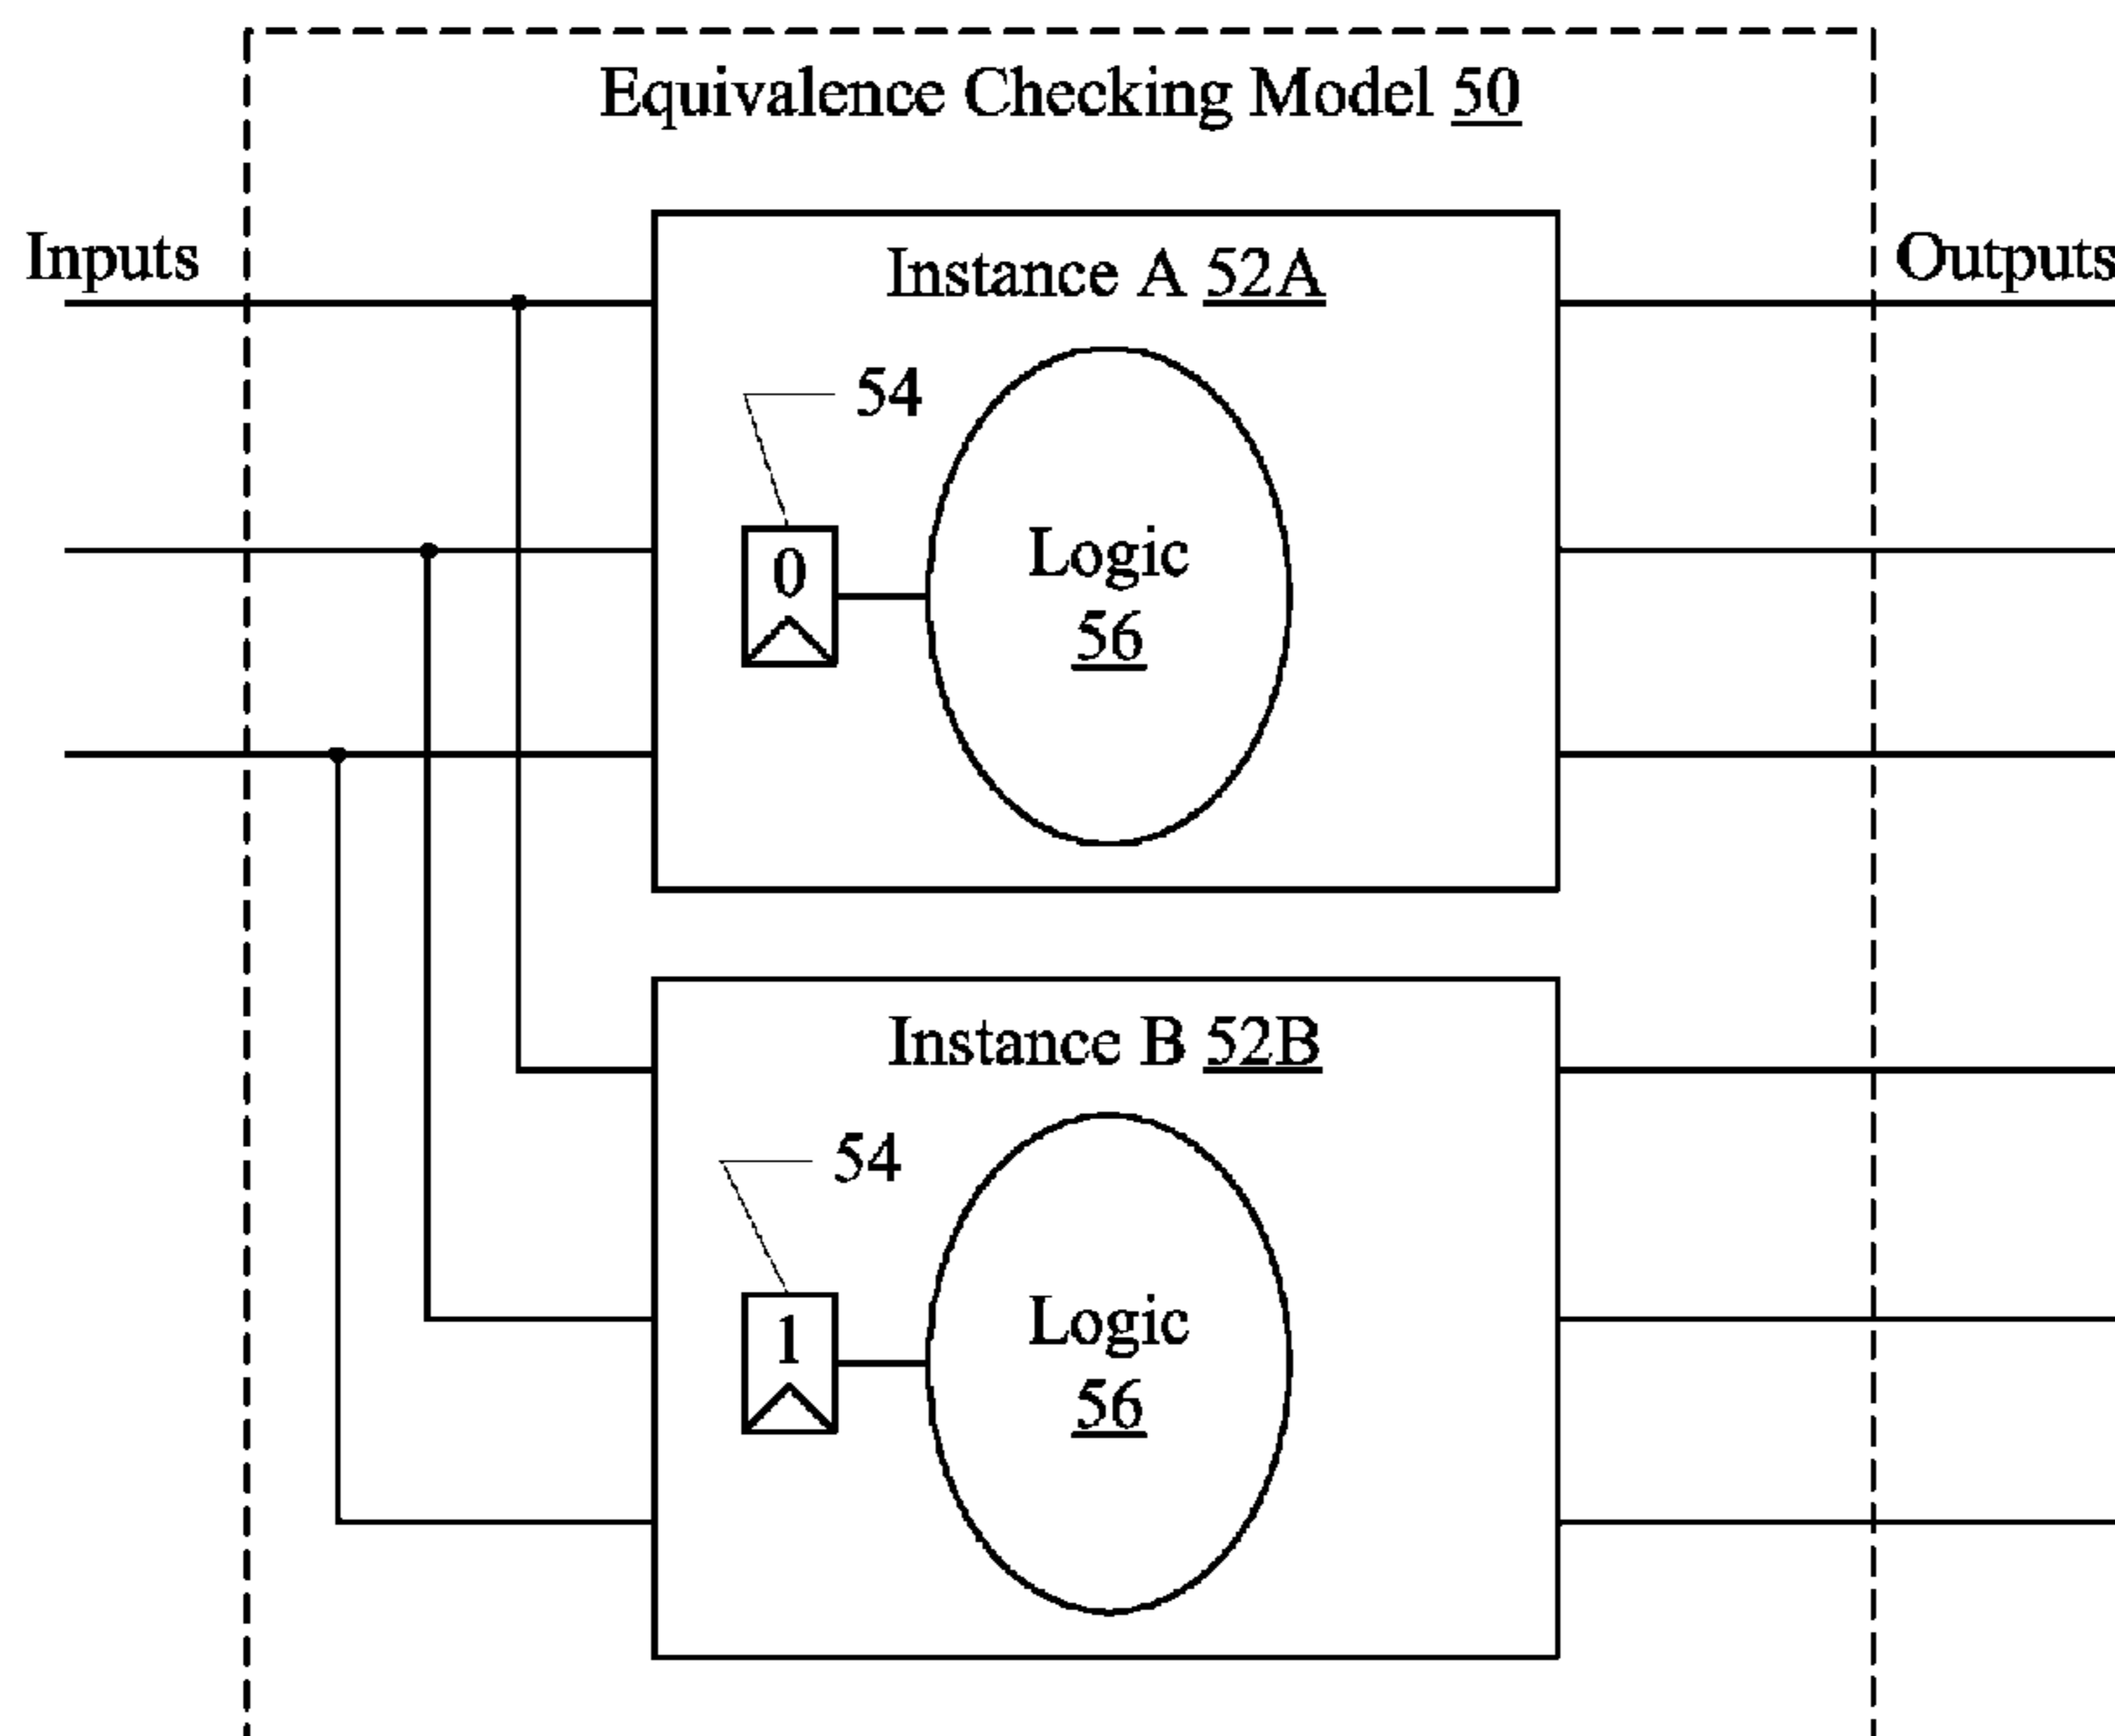 Equivalence Checking Model 50
Inputs
Outputs
Instance A 52A
54
0
Logic
56
Instance B 52B
54
1
Logic
56